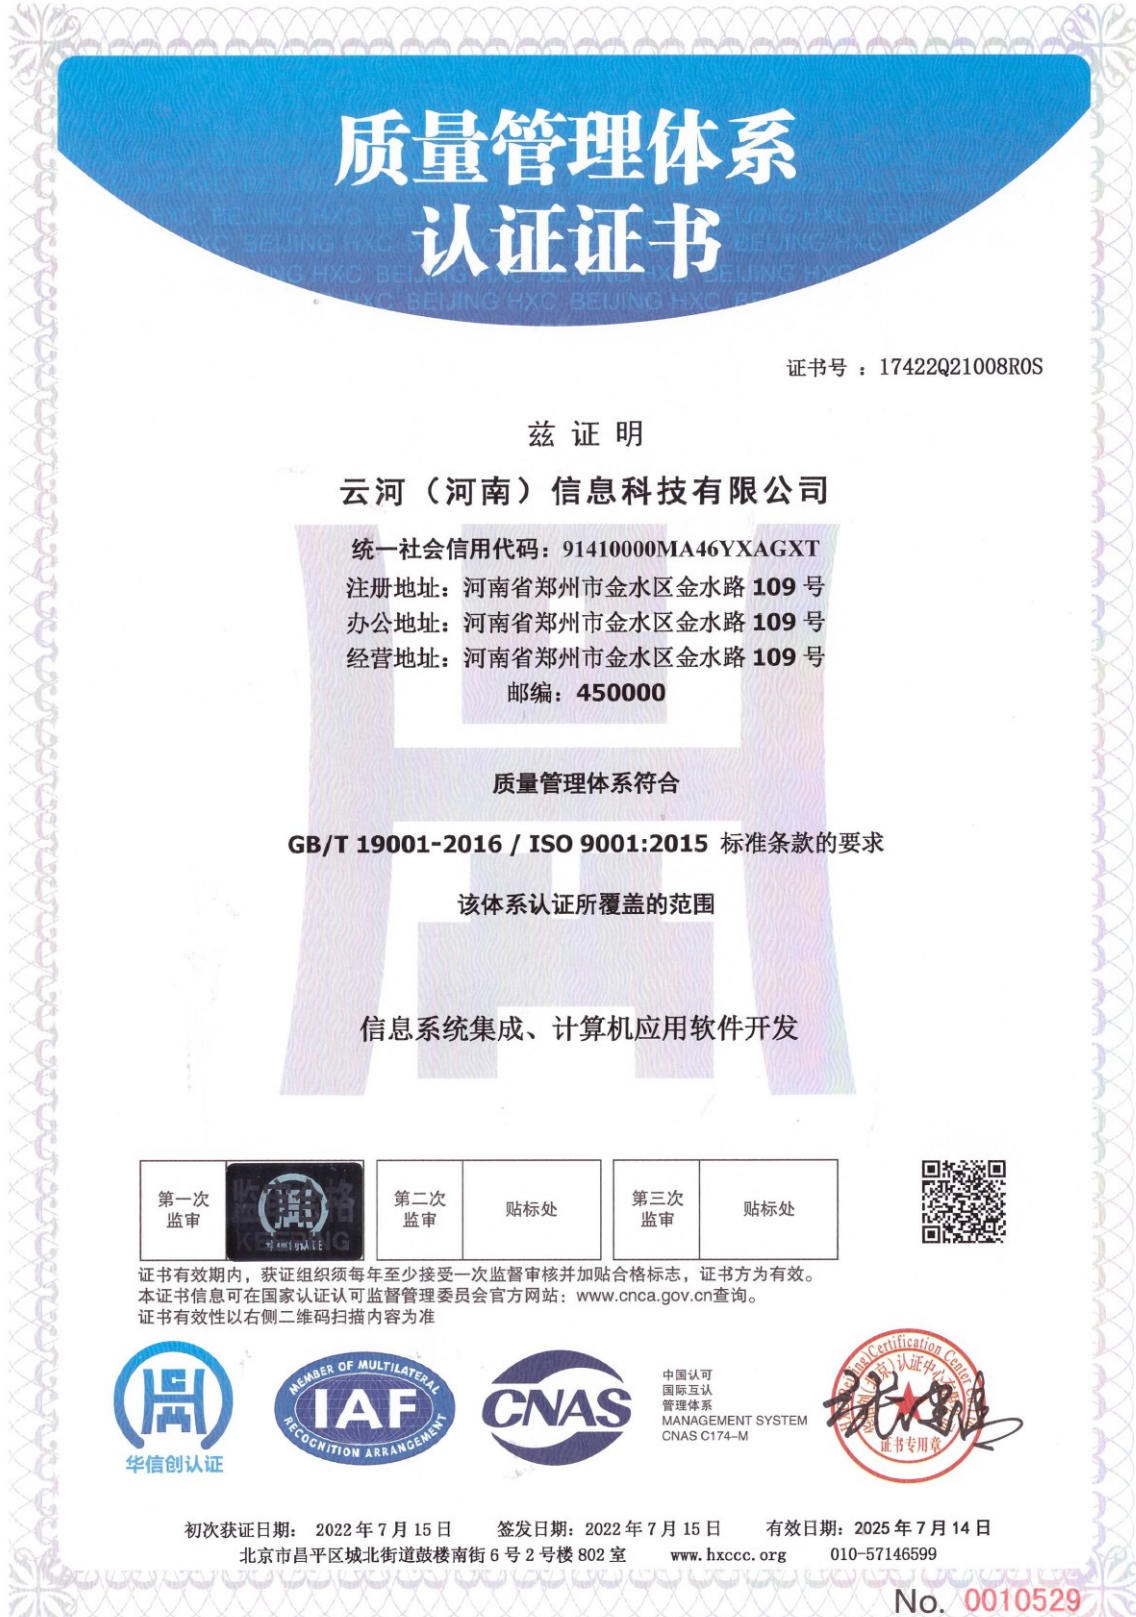 质量管理体系
认证证书
证书号 ：17422Q21008R0S
兹 证 明
云河（河南）信息科技有限公司
统一社会信用代码：91410000MA46YXAGXT
注册地址：河南省郑州市金水区金水路 109 号
办公地址：河南省郑州市金水区金水路 109 号
经营地址：河南省郑州市金水区金水路 109 号
邮编：450000
质量管理体系符合
GB/T 19001-2016 / ISO 9001:2015 标准条款的要求
该体系认证所覆盖的范围
信息系统集成、计算机应用软件开发
第一次
监审
第二次
监审
贴标处
第三次
监审
贴标处
证书有效期内，获证组织须每年至少接受一次监督审核并加贴合格标志，证书方为有效。
本证书信息可在国家认证认可监督管理委员会官方网站：www.cnca.gov.cn查询。
证书有效性以右侧二维码扫描内容为准
华信创认证
MEMBER OF MULTILATERAL
IAF
RECOGNITION ARRANGEMENT
CNAS
中国认可
国际互认
管理体系
MANAGEMENT SYSTEM
CNAS C174-M
证书专用章
初次获证日期： 2022 年 7 月 15 日 签发日期：2022 年 7 月 15 日 有效日期：2025 年 7 月 14 日
北京市昌平区城北街道鼓楼南街 6 号 2 号楼 802 室 www.hxccc.org 010-57146599
No. 0010529